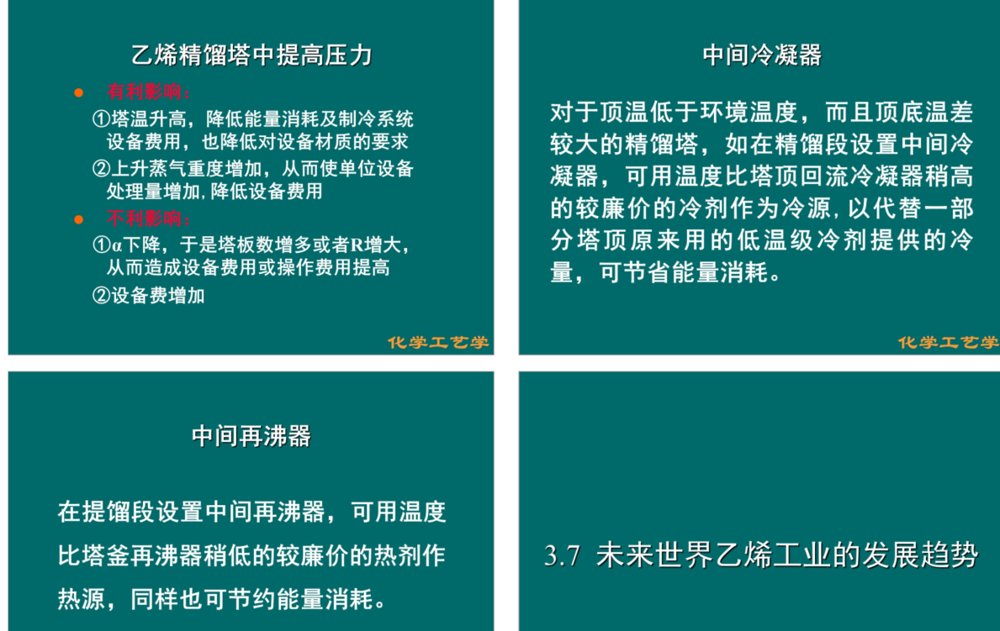 乙烯精馏塔中提高压力
● 有利影响：
①塔温升高，降低能量消耗及制冷系统
设备费用，也降低对设备材质的要求
②上升蒸气重度增加，从而使单位设备
处理量增加,降低设备费用
● 不利影响：
①α下降，于是塔板数增多或者R增大，
从而造成设备费用或操作费用提高
②设备费增加
化学工艺学
中间冷凝器
对于顶温低于环境温度，而且顶底温差
较大的精馏塔，如在精馏段设置中间冷
凝器，可用温度比塔顶回流冷凝器稍高
的较廉价的冷剂作为冷源,以代替一部
分塔顶原来用的低温级冷剂提供的冷
量，可节省能量消耗。
化学工艺学
中间再沸器
在提馏段设置中间再沸器，可用温度
比塔釜再沸器稍低的较廉价的热剂作
热源，同样也可节约能量消耗。
3.7 未来世界乙烯工业的发展趋势